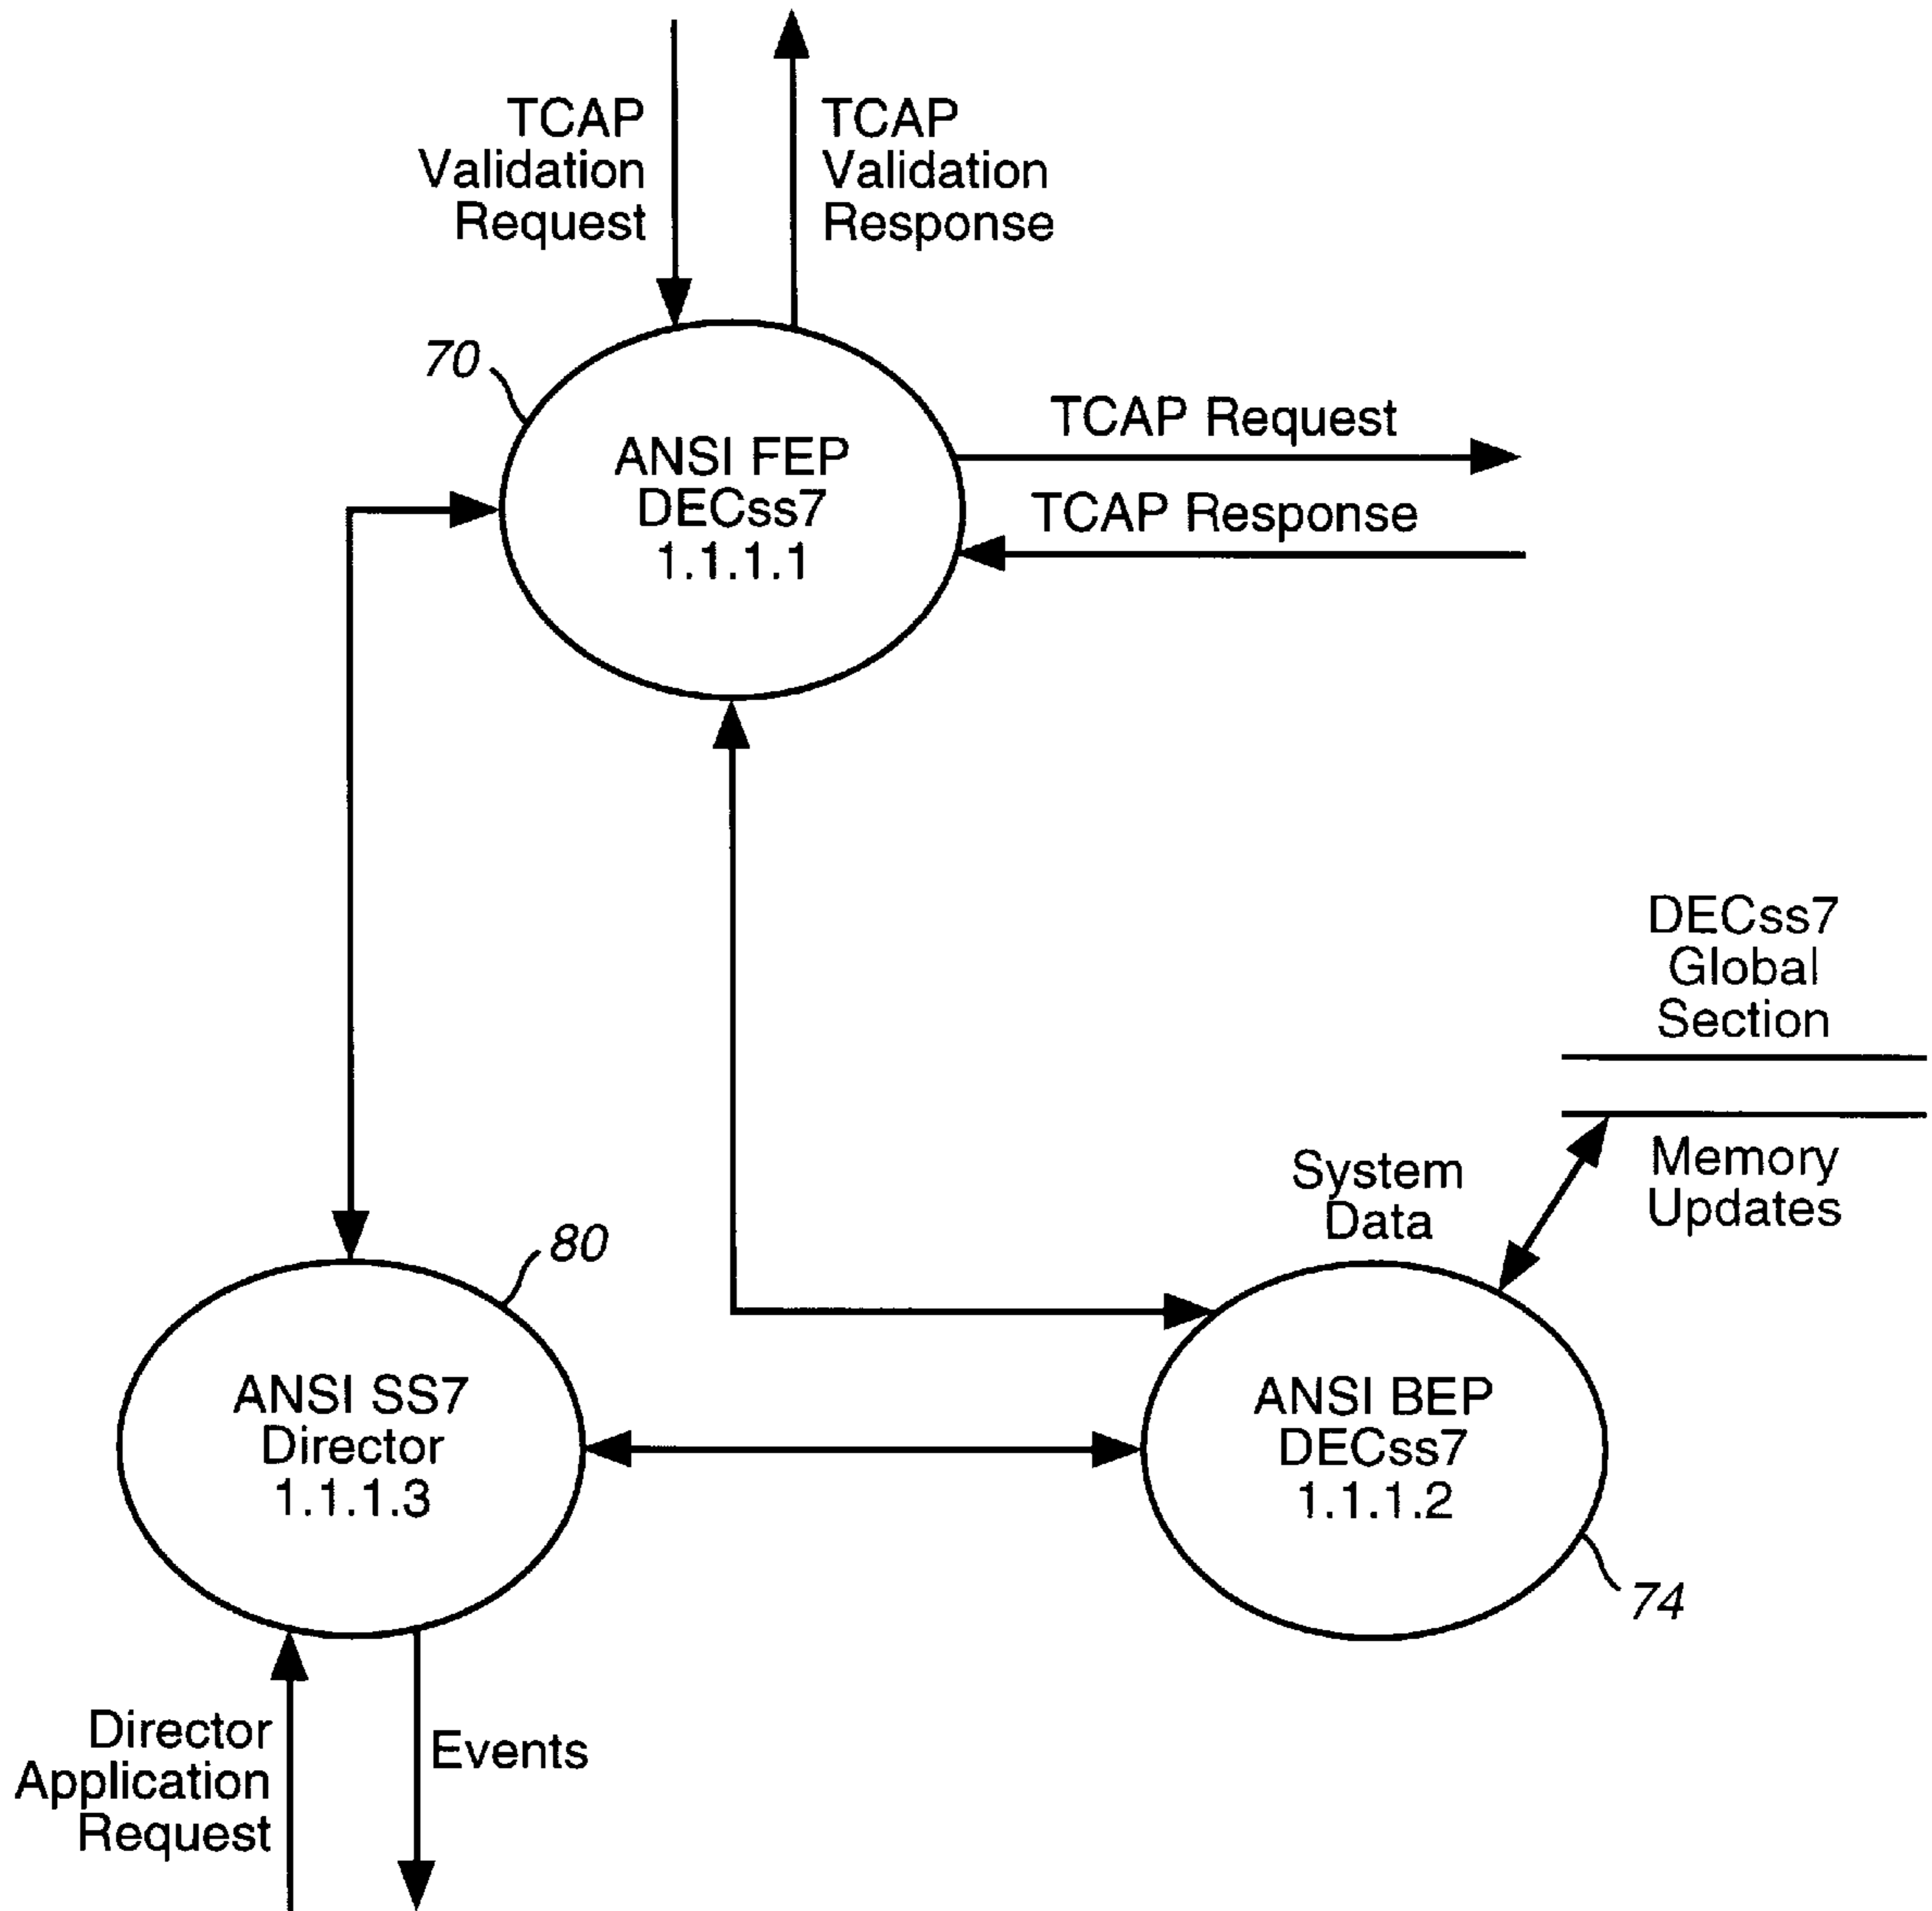 TCAP
Validation
Request
TCAP
Validation
Response
70
ANSI FEP
DECss7
1.1.1.1
TCAP Request
TCAP Response
DECss7
Global
Section
System
Data
Memory
Updates
80
ANSI SS7
Director
1.1.1.3
ANSI BEP
DECss7
1.1.1.2
74
Director
Application
Request
Events